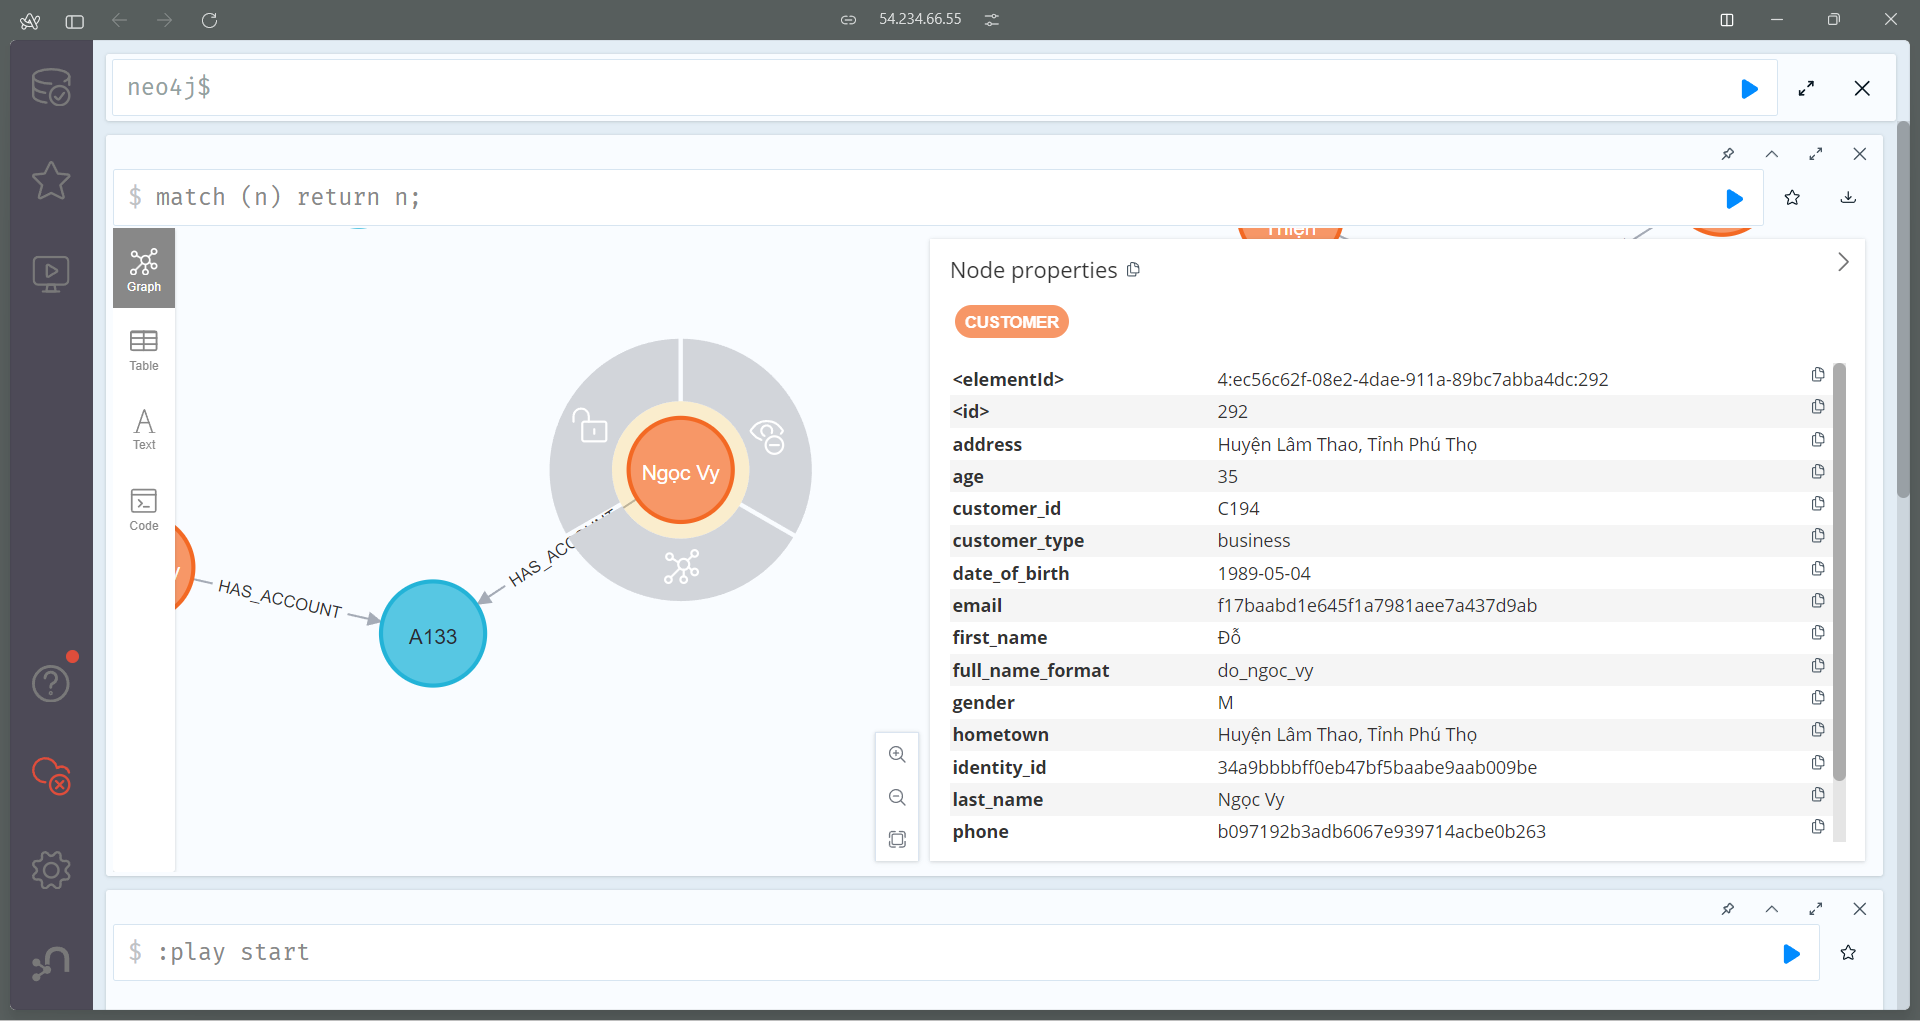 54.234.66.55
neo4j$
$ match (n) return n;
Graph
Table
Text
Code
Thiện
Ngọc Vy
HAS_ACCOUNT
HAS_ACCOUNT
A133
Node properties
CUSTOMER
<elementId> 4:ec56c62f-08e2-4dae-911a-89bc7abba4dc:292
<id> 292
address Huyện Lâm Thao, Tỉnh Phú Thọ
age 35
customer_id C194
customer_type business
date_of_birth 1989-05-04
email f17baabd1e645f1a7981aee7a437d9ab
first_name Đỗ
full_name_format do_ngoc_vy
gender M
hometown Huyện Lâm Thao, Tỉnh Phú Thọ
identity_id 34a9bbbbff0eb47bf5baabe9aab009be
last_name Ngọc Vy
phone b097192b3adb6067e939714acbe0b263
$ :play start